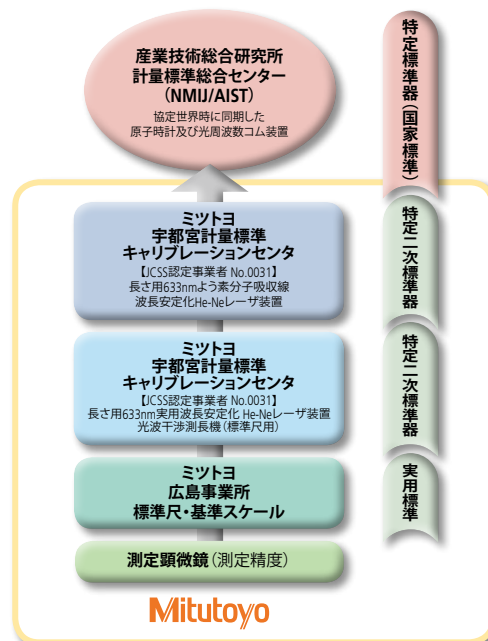 産業技術総合研究所
計量標準総合センター
(NMIJ/AIST)
協定世界時に同期した
原子時計及び光周波数コム装置
ミツトヨ
宇都宮計量標準
キャリブレーションセンタ
【JCSS認定事業者 No.0031】
長さ用633nmよう素分子吸収線
波長安定化He-Neレーザ装置
ミツトヨ
宇都宮計量標準
キャリブレーションセンタ
【JCSS認定事業者 No.0031】
長さ用633nm実用波長安定化 He-Neレーザ装置
光波干渉測長機（標準尺用）
ミツトヨ
広島事業所
標準尺・基準スケール
測定顕微鏡（測定精度）
Mitutoyo
特定標準器（国家標準）
特定二次標準器
特定二次標準器
実用標準